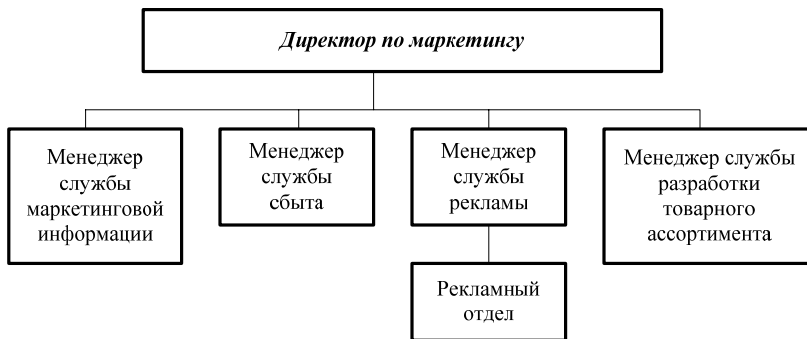 Директор по маркетингу
Менеджер
службы
маркетинговой
информации
Менеджер
службы
сбыта
Менеджер
службы
рекламы
Менеджер службы
разработки
товарного
ассортимента
Рекламный
отдел